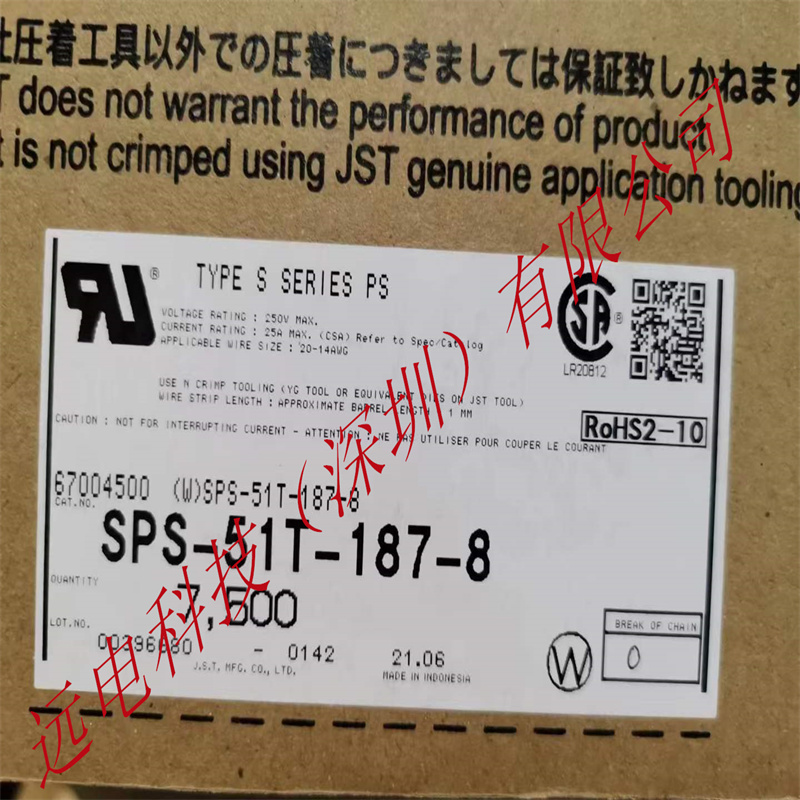 社圧着工具以外での圧着につきましては保証致しかねます
T does not warrant the performance of product
t is not crimped using JST genuine application tooling
RU ® TYPE S SERIES PS
VOLTAGE RATING : 250V MAX.
CURRENT RATING : 25A MAX. (CSA) Refer to Spec/Catalog
APPLICABLE WIRE SIZE : 20-14AWG
SA ®
LR20812
USE N CRIMP TOOLING (YG TOOL OR EQUIVALENT DIES ON JST TOOL)
WIRE STRIP LENGTH : APPROXIMATE BARREL LENGTH + 1 MM
CAUTION : NOT FOR INTERRUPTING CURRENT - ATTENTION : NE PAS UTILISER POUR COUPER LE COURANT
RoHS2-10
67004500 (W)SPS-51T-187-8
CAT.NO.
SPS-51T-187-8
QUANTITY
7,500
LOT.NO.
00396080 - 0142 21.06
J.S.T. MFG. CO., LTD.
MADE IN INDONESIA
W
BREAK OF CHAIN
0
远电科技（深圳）有限公司